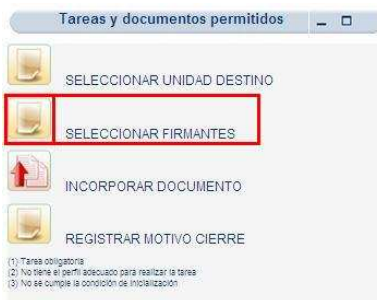 Tareas y documentos permitidos
SELECCIONAR UNIDAD DESTINO
SELECCIONAR FIRMANTES
INCORPORAR DOCUMENTO
REGISTRAR MOTIVO CIERRE
(1) Tarea obligatoria
(2) No tiene el perfil adecuado para realizar la tarea
(3) No se cumple la condición de inicialización